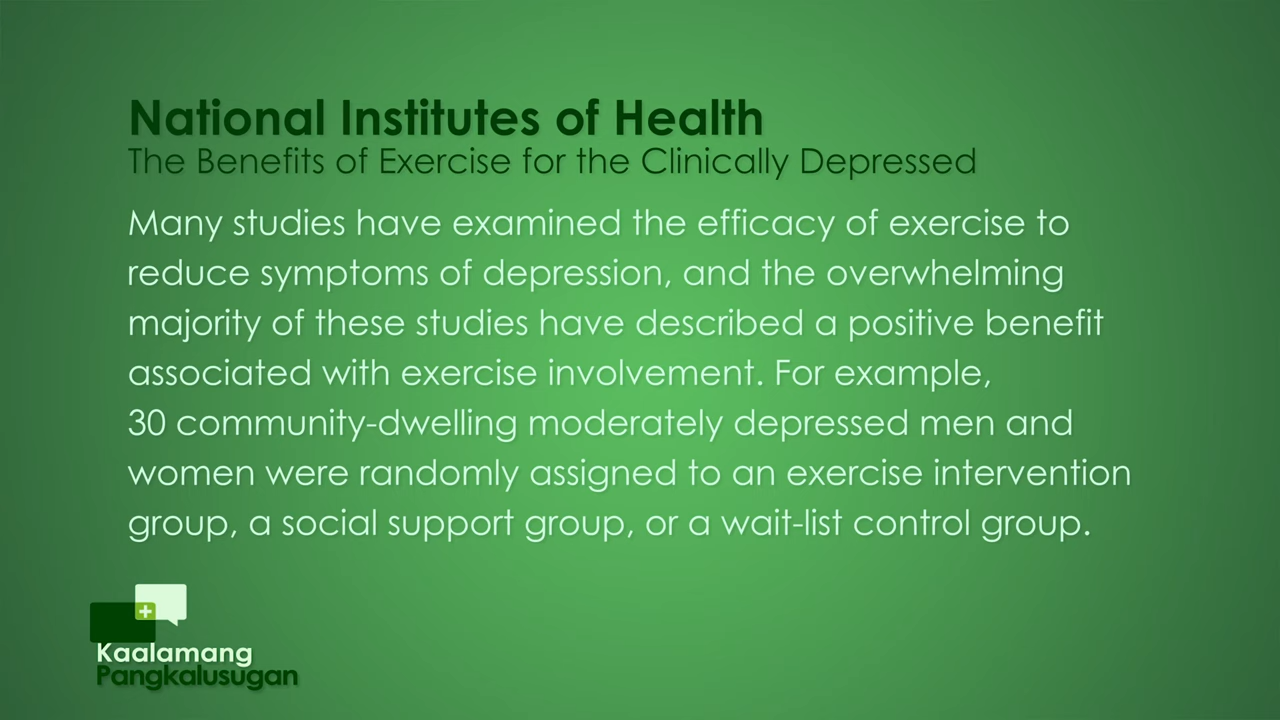 National Institutes of Health
The Benefits of Exercise for the Clinically Depressed
Many studies have examined the efficacy of exercise to
reduce symptoms of depression, and the overwhelming
majority of these studies have described a positive benefit
associated with exercise involvement. For example,
30 community-dwelling moderately depressed men and
women were randomly assigned to an exercise intervention
group, a social support group, or a wait-list control group.
Kaalamang
Pangkalusugan